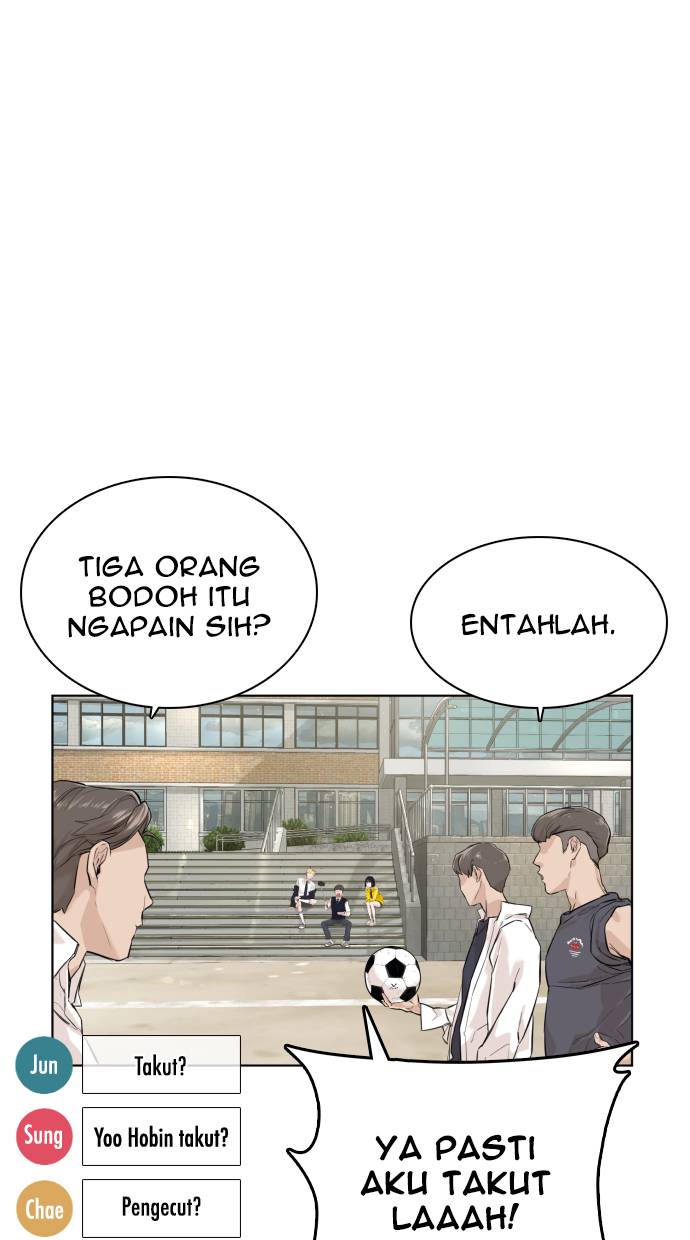 TIGA ORANG
BODOH ITU
NGAPAIN SIH?
ENTAHLAH.
Jun
Takut?
Sung
Yoo Hobin takut?
Chae
Pengecut?
YA PASTI
AKU TAKUT
LAAAH!